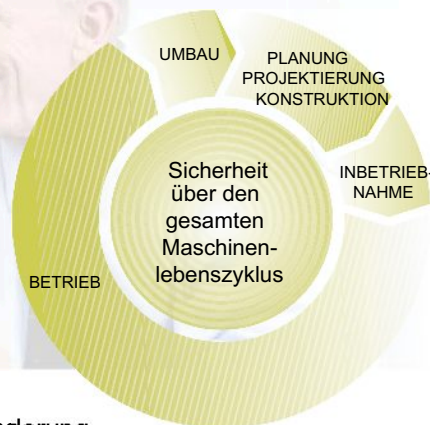 UMBAU
PLANUNG
PROJEKTIERUNG
KONSTRUKTION
INBETRIEB-
NAHME
Sicherheit
über den
gesamten
Maschinen-
lebenszyklus
BETRIEB